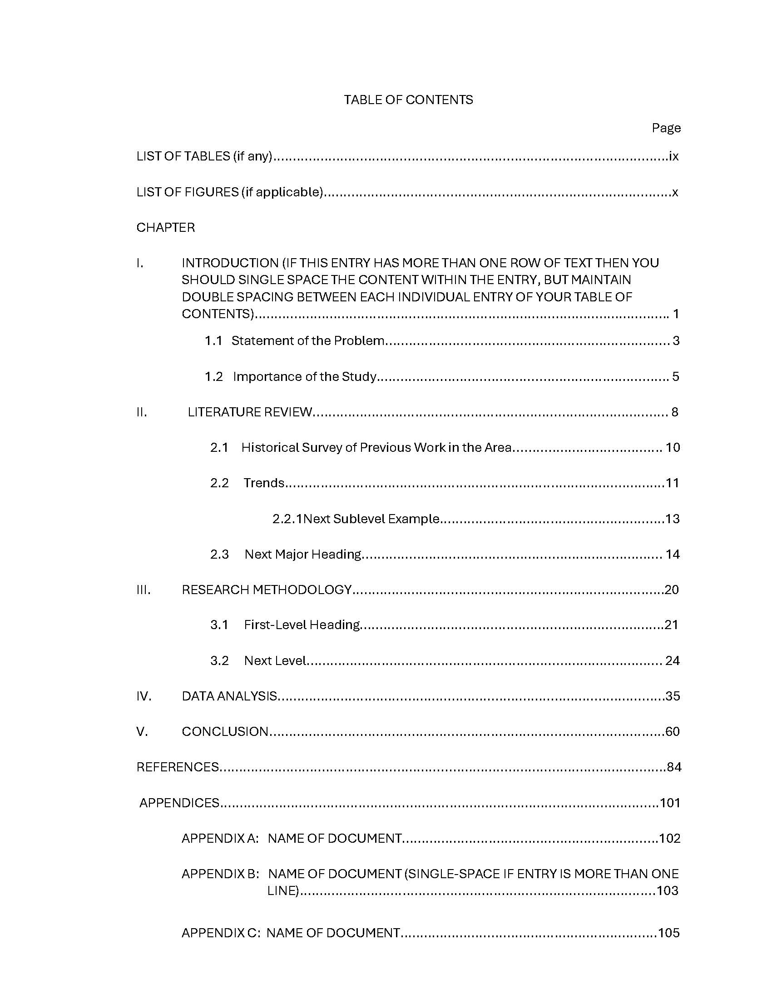 TABLE OF CONTENTS
Page
LIST OF TABLES (if any)..........................................................................................................ix
LIST OF FIGURES (if applicable)............................................................................................x
CHAPTER
I. INTRODUCTION (IF THIS ENTRY HAS MORE THAN ONE ROW OF TEXT THEN YOU
SHOULD SINGLE SPACE THE CONTENT WITHIN THE ENTRY, BUT MAINTAIN
DOUBLE SPACING BETWEEN EACH INDIVIDUAL ENTRY OF YOUR TABLE OF
CONTENTS)............................................................................................................... 1
1.1 Statement of the Problem............................................................................ 3
1.2 Importance of the Study.............................................................................. 5
II. LITERATURE REVIEW............................................................................................... 8
2.1 Historical Survey of Previous Work in the Area........................................ 10
2.2 Trends.....................................................................................................11
2.2.1Next Sublevel Example............................................................13
2.3 Next Major Heading................................................................................ 14
III. RESEARCH METHODOLOGY...................................................................................20
3.1 First-Level Heading.................................................................................21
3.2 Next Level............................................................................................... 24
IV. DATA ANALYSIS.......................................................................................................35
V. CONCLUSION.........................................................................................................60
REFERENCES.......................................................................................................................84
APPENDICES.....................................................................................................................101
APPENDIX A: NAME OF DOCUMENT....................................................................102
APPENDIX B: NAME OF DOCUMENT (SINGLE-SPACE IF ENTRY IS MORE THAN ONE
LINE)...............................................................................................103
APPENDIX C: NAME OF DOCUMENT....................................................................105